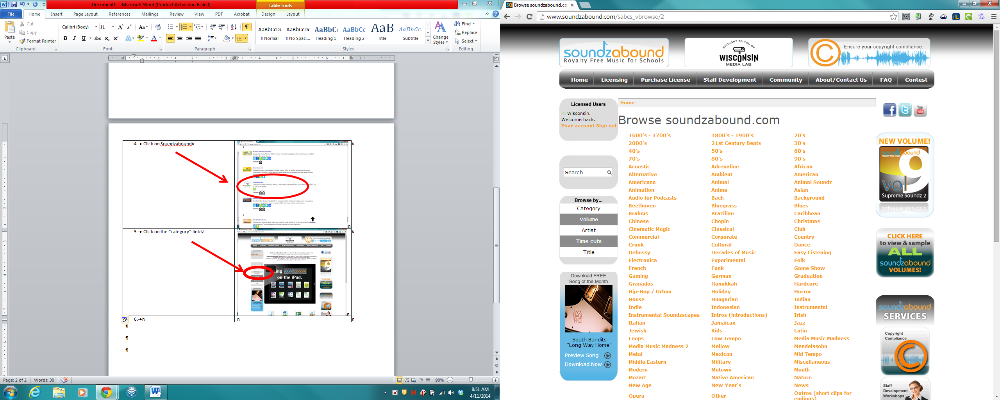 Document1 - Microsoft Word (Product Activation Failed)
Table Tools
File Home Insert Page Layout References Mailings Review View PDF Acrobat Design Layout
Paste
Cut
Copy
Format Painter
Clipboard
Calibri (Body) 11
Font
Paragraph
AaBbCcDc AaBbCcDc AaBbCc AaBbCc AaB AaBbCc.
¶ Normal ¶ No Spaci... Heading 1 Heading 2 Title Subtitle
Styles
Change Styles
Find
Replace
Select
Editing
4. Click on Soundzabound
Science Reference Center
Soundzabound
TeachingBooks.net
5. Click on the “category” link
on the iPad.
6.
Page: 2 of 2 Words: 30 90%
8:51 AM
4/11/2014
Browse soundzabound.co
www.soundzabound.com/sabcs_vbrowse/2
soundzabound
Royalty Free Music for Schools
BROUGHT TO YOU BY
WISCONSIN
MEDIA LAB
Ensure your copyright compliance.
Home Licensing Purchase License Staff Development Community About/Contact Us FAQ Contest
Licensed Users
Hi Wisconsin.
Welcome back.
Your account Sign out
Search
Browse by...
Category
Volume
Artist
Time cuts
Title
Download FREE
Song of the Month
South Bandits
"Long Way Home"
Preview Song
Download Now
Home
Browse soundzabound.com
1600's - 1700's 1800's - 1900's 20's
2000's 21st Century Beats 30's
40's 50's 60's
70's 80's 90's
Acoustic Adrenaline African
Alternative Ambient American
Americana Animal Animal Soundz
Animation Anime Asian
Audio for Podcasts Bach Background
Beethoven Bluegrass Blues
Brahms Brazilian Caribbean
Chinese Chopin Christmas
Cinematic Magic Classical Club
Commercial Corporate Country
Crunk Cultural Dance
Debussy Decades of Music Easy Listening
Electronica Experimental Folk
French Funk Game Show
Gaming German Graduation
Granados Hanukkah Hardcore
Hip-Hop / Urban Holiday Horror
House Hungarian Indian
Indie Indonesian Instrumental
Instrumental Soundzscapes Intros (introductions) Irish
Italian Jamaican Jazz
Jewish Kids Latin
Loops Low Tempo Media Music Madness
Media Music Madness 2 Mellow Mendelssohn
Metal Mexican Mid Tempo
Middle Eastern Military Miscellaneous
Modern Motown Mouth
Mozart Native American Nature
New Age New Year's News
Opera Other Outros (short clips for
endings)
NEW VOLUME!
soundzabound
Royalty Free Music
vol 9
Supreme Soundz 2
CLICK HERE
to view & sample
ALL
soundzabound
VOLUMES!
soundzabound
SERVICES
Copyright
Compliance
Staff
Development
Workshops